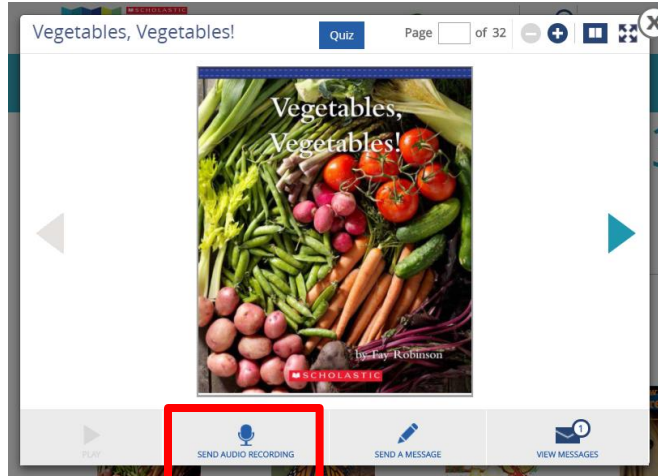 SCHOLASTIC
Vegetables, Vegetables!
Quiz
Page of 32
X
Vegetables,
Vegetables!
by Fay Robinson
SCHOLASTIC
PLAY
SEND AUDIO RECORDING
SEND A MESSAGE
1
VIEW MESSAGES